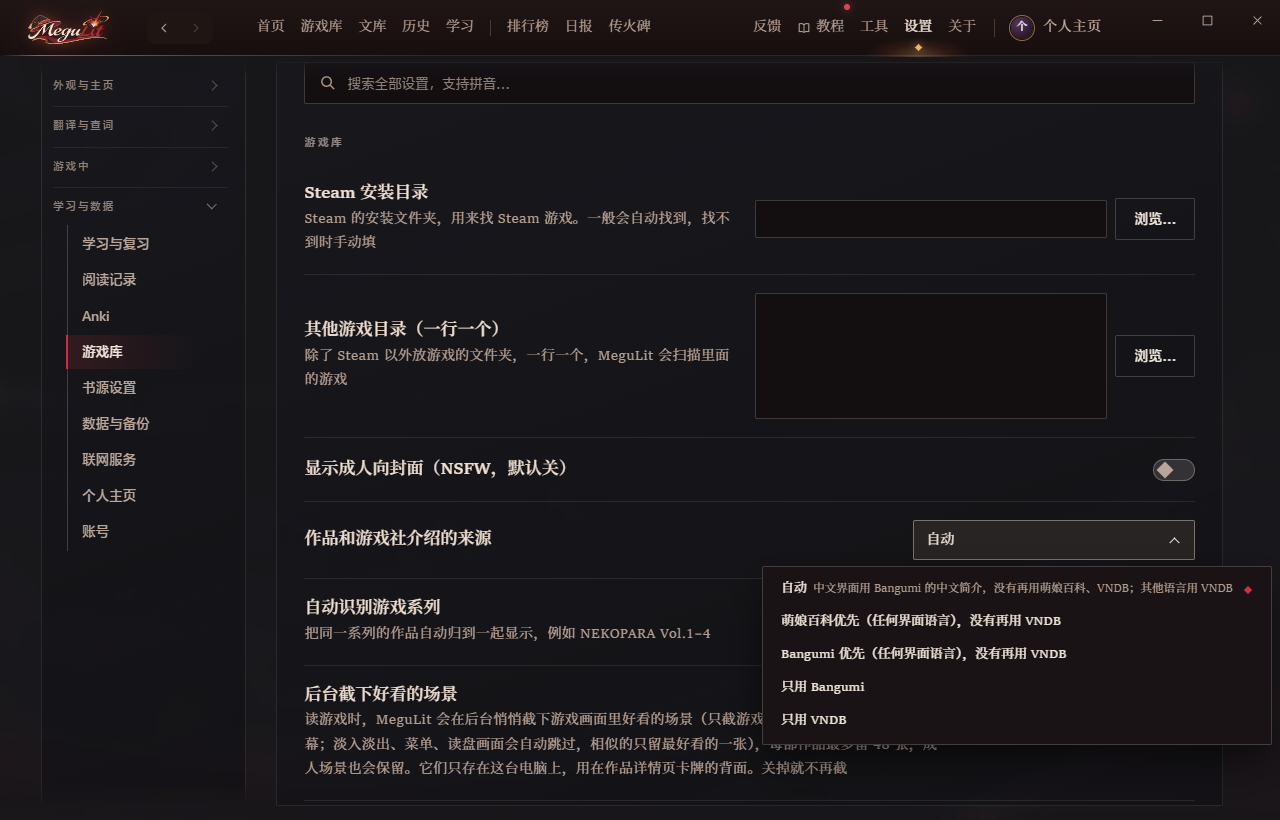 MeguLit
首页 游戏库 文库 历史 学习 排行榜 日报 传火碑 反馈 教程 工具 设置 关于 个 个人主页
外观与主页
翻译与查词
游戏中
学习与数据
学习与复习
阅读记录
Anki
游戏库
书源设置
数据与备份
联网服务
个人主页
账号
搜索全部设置，支持拼音...
游戏库
Steam 安装目录
Steam 的安装文件夹，用来找 Steam 游戏。一般会自动找到，找不
到时手动填
浏览...
其他游戏目录（一行一个）
除了 Steam 以外放游戏的文件夹，一行一个，MeguLit 会扫描里面
的游戏
浏览...
显示成人向封面（NSFW，默认关）
作品和游戏社介绍的来源
自动
自动 中文界面用 Bangumi 的中文简介，没有再用萌娘百科、VNDB；其他语言用 VNDB
萌娘百科优先（任何界面语言），没有再用 VNDB
Bangumi 优先（任何界面语言），没有再用 VNDB
只用 Bangumi
只用 VNDB
自动识别游戏系列
把同一系列的作品自动归到一起显示，例如 NEKOPARA Vol.1–4
后台截下好看的场景
读游戏时，MeguLit 会在后台悄悄截下游戏画面里好看的场景（只截游戏
幕；淡入淡出、菜单、读盘画面会自动跳过，相似的只留最好看的一张），每部作品最多留 48 张，成
人场景也会保留。它们只存在这台电脑上，用在作品详情页卡牌的背面。关掉就不再截